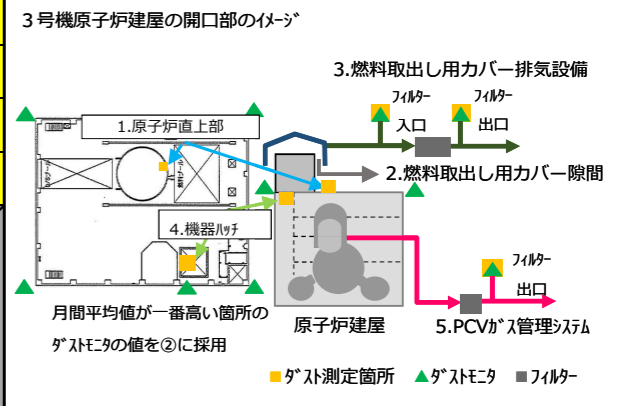 ３号機原子炉建屋の開口部のｲﾒｰｼﾞ
3.燃料取出し用カバー排気設備
ﾌｨﾙﾀｰ
ﾌｨﾙﾀｰ
入口
出口
1.原子炉直上部
2.燃料取出し用カバー隙間
4.機器ﾊｯﾁ
燃料プール
月間平均値が一番高い箇所の
ﾀﾞｽﾄﾓﾆﾀの値を②に採用
原子炉建屋
ﾌｨﾙﾀｰ
出口
5.PCVｶﾞｽ管理ｼｽﾃﾑ
ﾀﾞｽﾄ測定箇所
ﾀﾞｽﾄﾓﾆﾀ
ﾌｨﾙﾀｰ